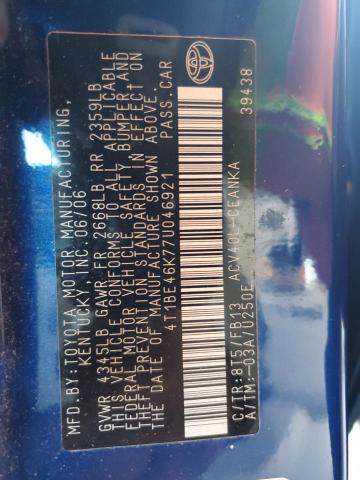 MFD.BY:TOYOTA MOTOR MANUFACTURING,
KENTUCKY, INC. 06/06
GVWR 4345LB GAWR FR 2668LB RR 2359LB
THIS VEHICLE CONFORMS TO ALL APPLICABLE
FEDERAL MOTOR VEHICLE SAFETY, BUMPER, AND
THEFT PREVENTION STANDARDS IN EFFECT ON
THE DATE OF MANUFACTURE SHOWN ABOVE.
4T1BE46K77U046921 PASS.CAR
C/TR:8T5/FB13 ACV40L-CEANKA
A/TM:-03A/U250E 39438
TOYOTA